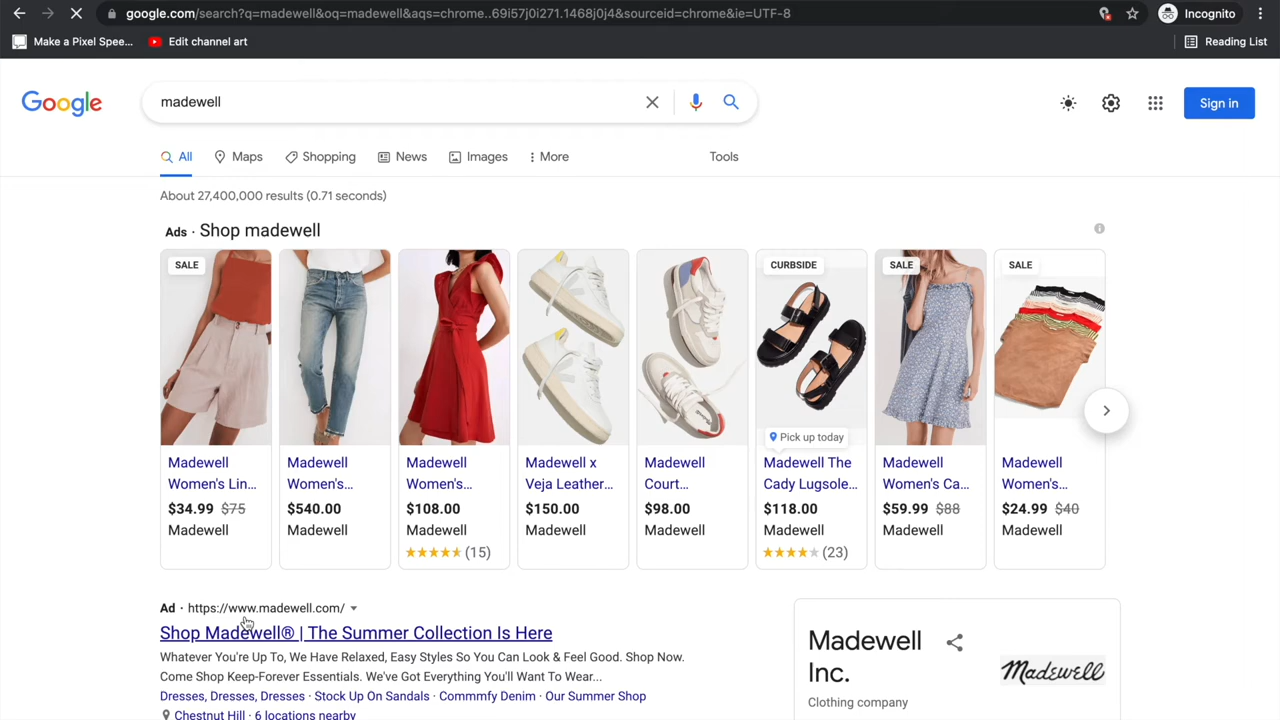 google.com/search?q=madewell&oq=madewell&aqs=chrome..69i57j0i271.1468j0j4&sourceid=chrome&ie=UTF-8
Incognito
Make a Pixel Spee...
Edit channel art
Reading List
Google
madewell
Sign in
All
Maps
Shopping
News
Images
More
Tools
About 27,400,000 results (0.71 seconds)
Ads · Shop madewell
SALE
CURBSIDE
SALE
SALE
Pick up today
Madewell
Women's Lin...
$34.99 $75
Madewell
Madewell
Women's...
$540.00
Madewell
Madewell
Women's...
$108.00
Madewell
(15)
Madewell x
Veja Leather...
$150.00
Madewell
Madewell
Court...
$98.00
Madewell
Madewell The
Cady Lugsole...
$118.00
Madewell
(23)
Madewell
Women's Ca...
$59.99 $88
Madewell
Madewell
Women's...
$24.99 $40
Madewell
Ad · https://www.madewell.com/
Shop Madewell® | The Summer Collection Is Here
Whatever You're Up To, We Have Relaxed, Easy Styles So You Can Look & Feel Good. Shop Now.
Come Shop Keep-Forever Essentials. We've Got Everything You'll Want To Wear...
Dresses, Dresses, Dresses · Stock Up On Sandals · Commmfy Denim · Our Summer Shop
Chestnut Hill · 6 locations nearby
Madewell
Inc.
Clothing company
Madewell